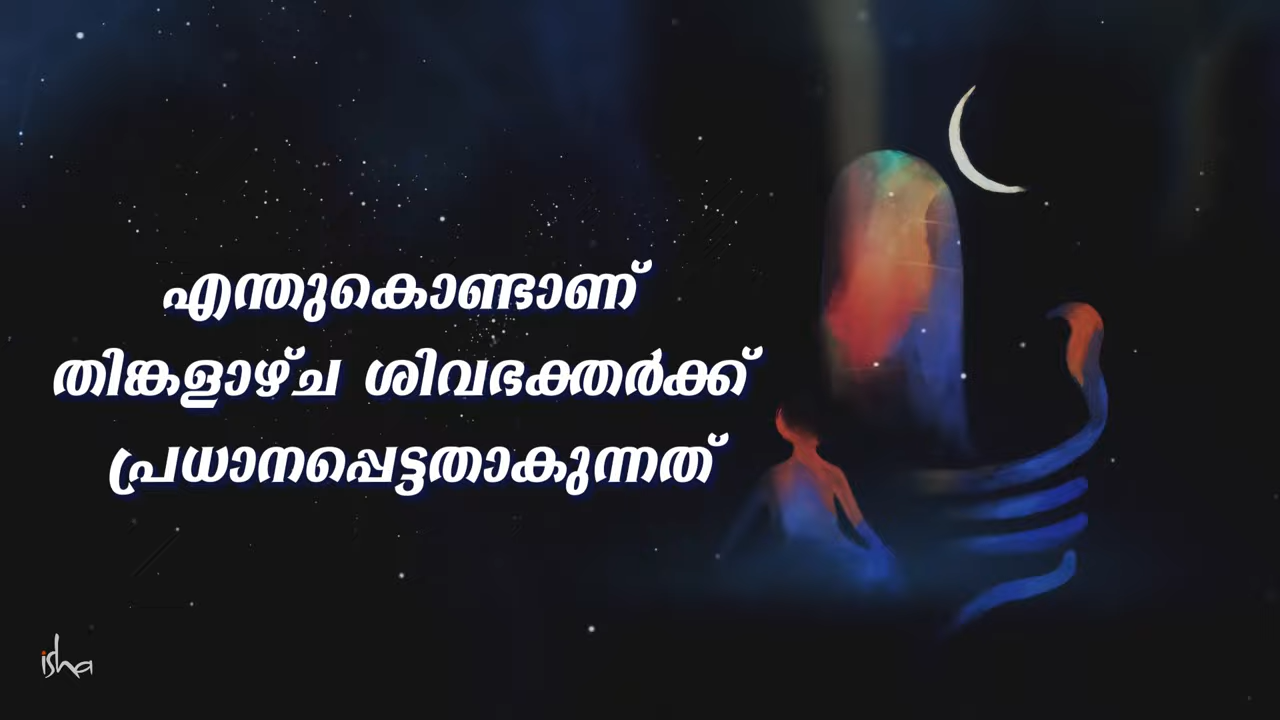 എന്തുകൊണ്ടാണ്
തിങ്കളാഴ്ച ശിവഭക്തർക്ക്
പ്രധാനപ്പെട്ടതാകുന്നത്
isha